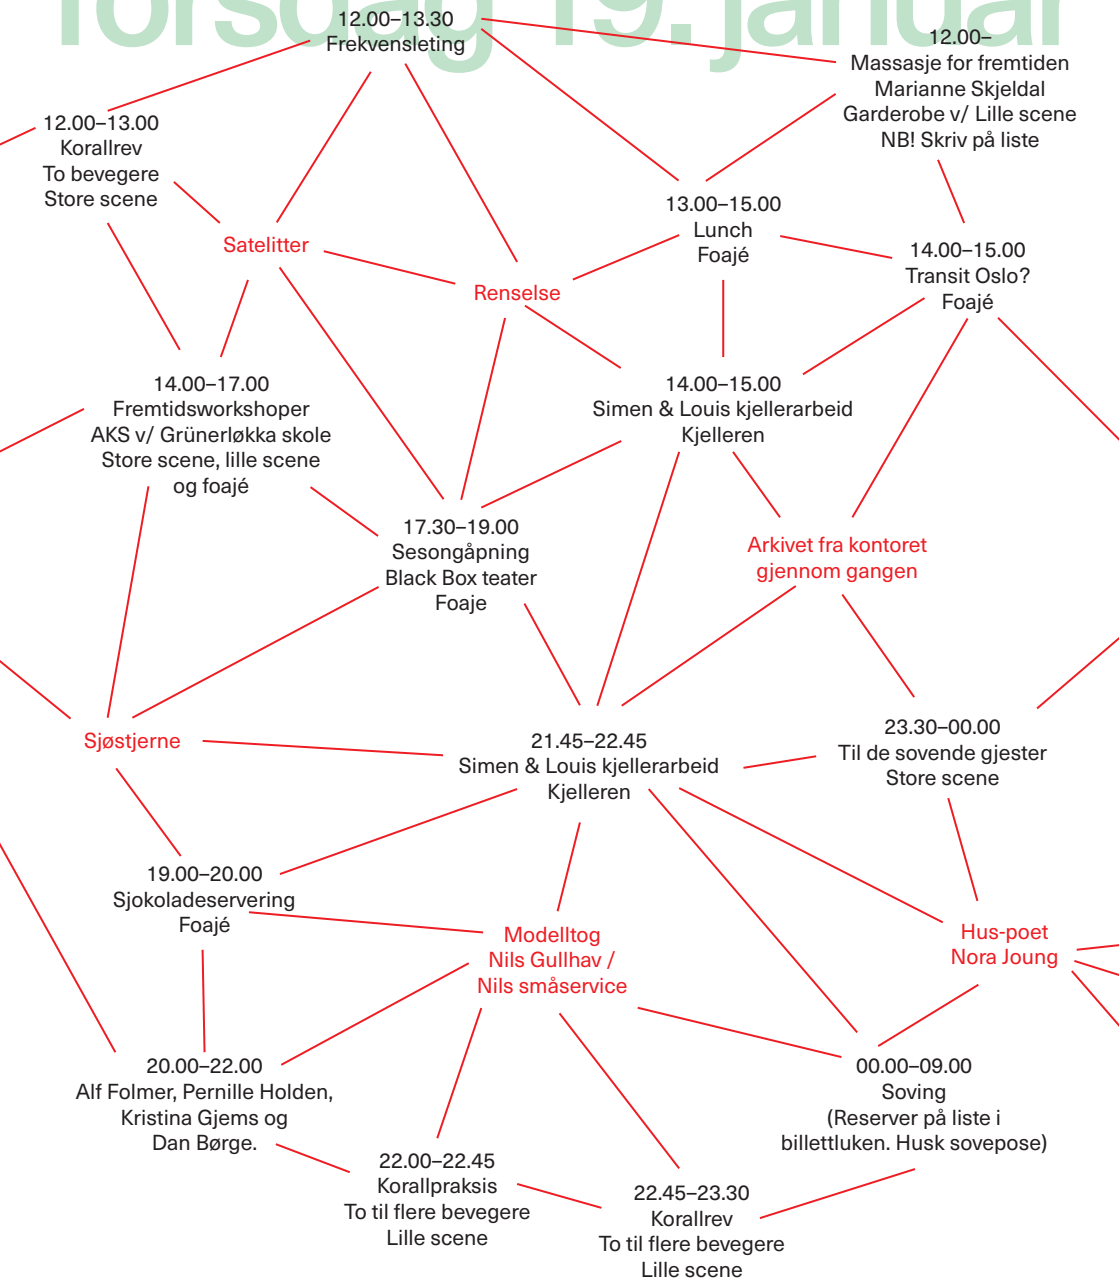 torsdag 19. januar
12.00–13.30
Frekvensleting
12.00–
Massasje for fremtiden
Marianne Skjeldal
Garderobe v/ Lille scene
NB! Skriv på liste
12.00–13.00
Korallrev
To bevegere
Store scene
13.00–15.00
Lunch
Foajé
Satelitter
14.00–15.00
Transit Oslo?
Foajé
Renselse
14.00–17.00
Fremtidsworkshoper
AKS v/ Grünerløkka skole
Store scene, lille scene
og foajé
14.00–15.00
Simen & Louis kjellerarbeid
Kjelleren
17.30–19.00
Sesongåpning
Black Box teater
Foaje
Arkivet fra kontoret
gjennom gangen
Sjøstjerne
21.45–22.45
Simen & Louis kjellerarbeid
Kjelleren
23.30–00.00
Til de sovende gjester
Store scene
19.00–20.00
Sjokoladeservering
Foajé
Modelltog
Nils Gullhav /
Nils småservice
Hus-poet
Nora Joung
20.00–22.00
Alf Folmer, Pernille Holden,
Kristina Gjems og
Dan Børge.
00.00–09.00
Soving
(Reserver på liste i
billettluken. Husk sovepose)
22.00–22.45
Korallpraksis
To til flere bevegere
Lille scene
22.45–23.30
Korallrev
To til flere bevegere
Lille scene